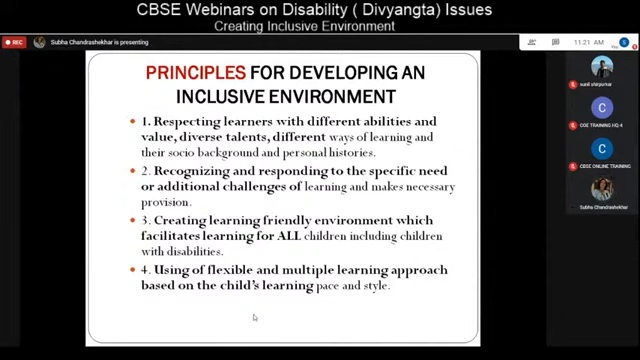 CBSE Webinars on Disability ( Divyangta) Issues
Creating Inclusive Environment
REC
Subha Chandrashekhar is presenting
11:21 AM
S
PRINCIPLES FOR DEVELOPING AN
INCLUSIVE ENVIRONMENT
1. Respecting learners with different abilities and
value, diverse talents, different ways of learning and
their socio background and personal histories.
2. Recognizing and responding to the specific need
or additional challenges of learning and makes necessary
provision.
3. Creating learning friendly environment which
facilitates learning for ALL children including children
with disabilities.
4. Using of flexible and multiple learning approach
based on the child's learning pace and style.
sunil shirpurkar
C
COE TRAINING HQ 4
C
CBSE ONLINE TRAINING
Subha Chandrashekhar